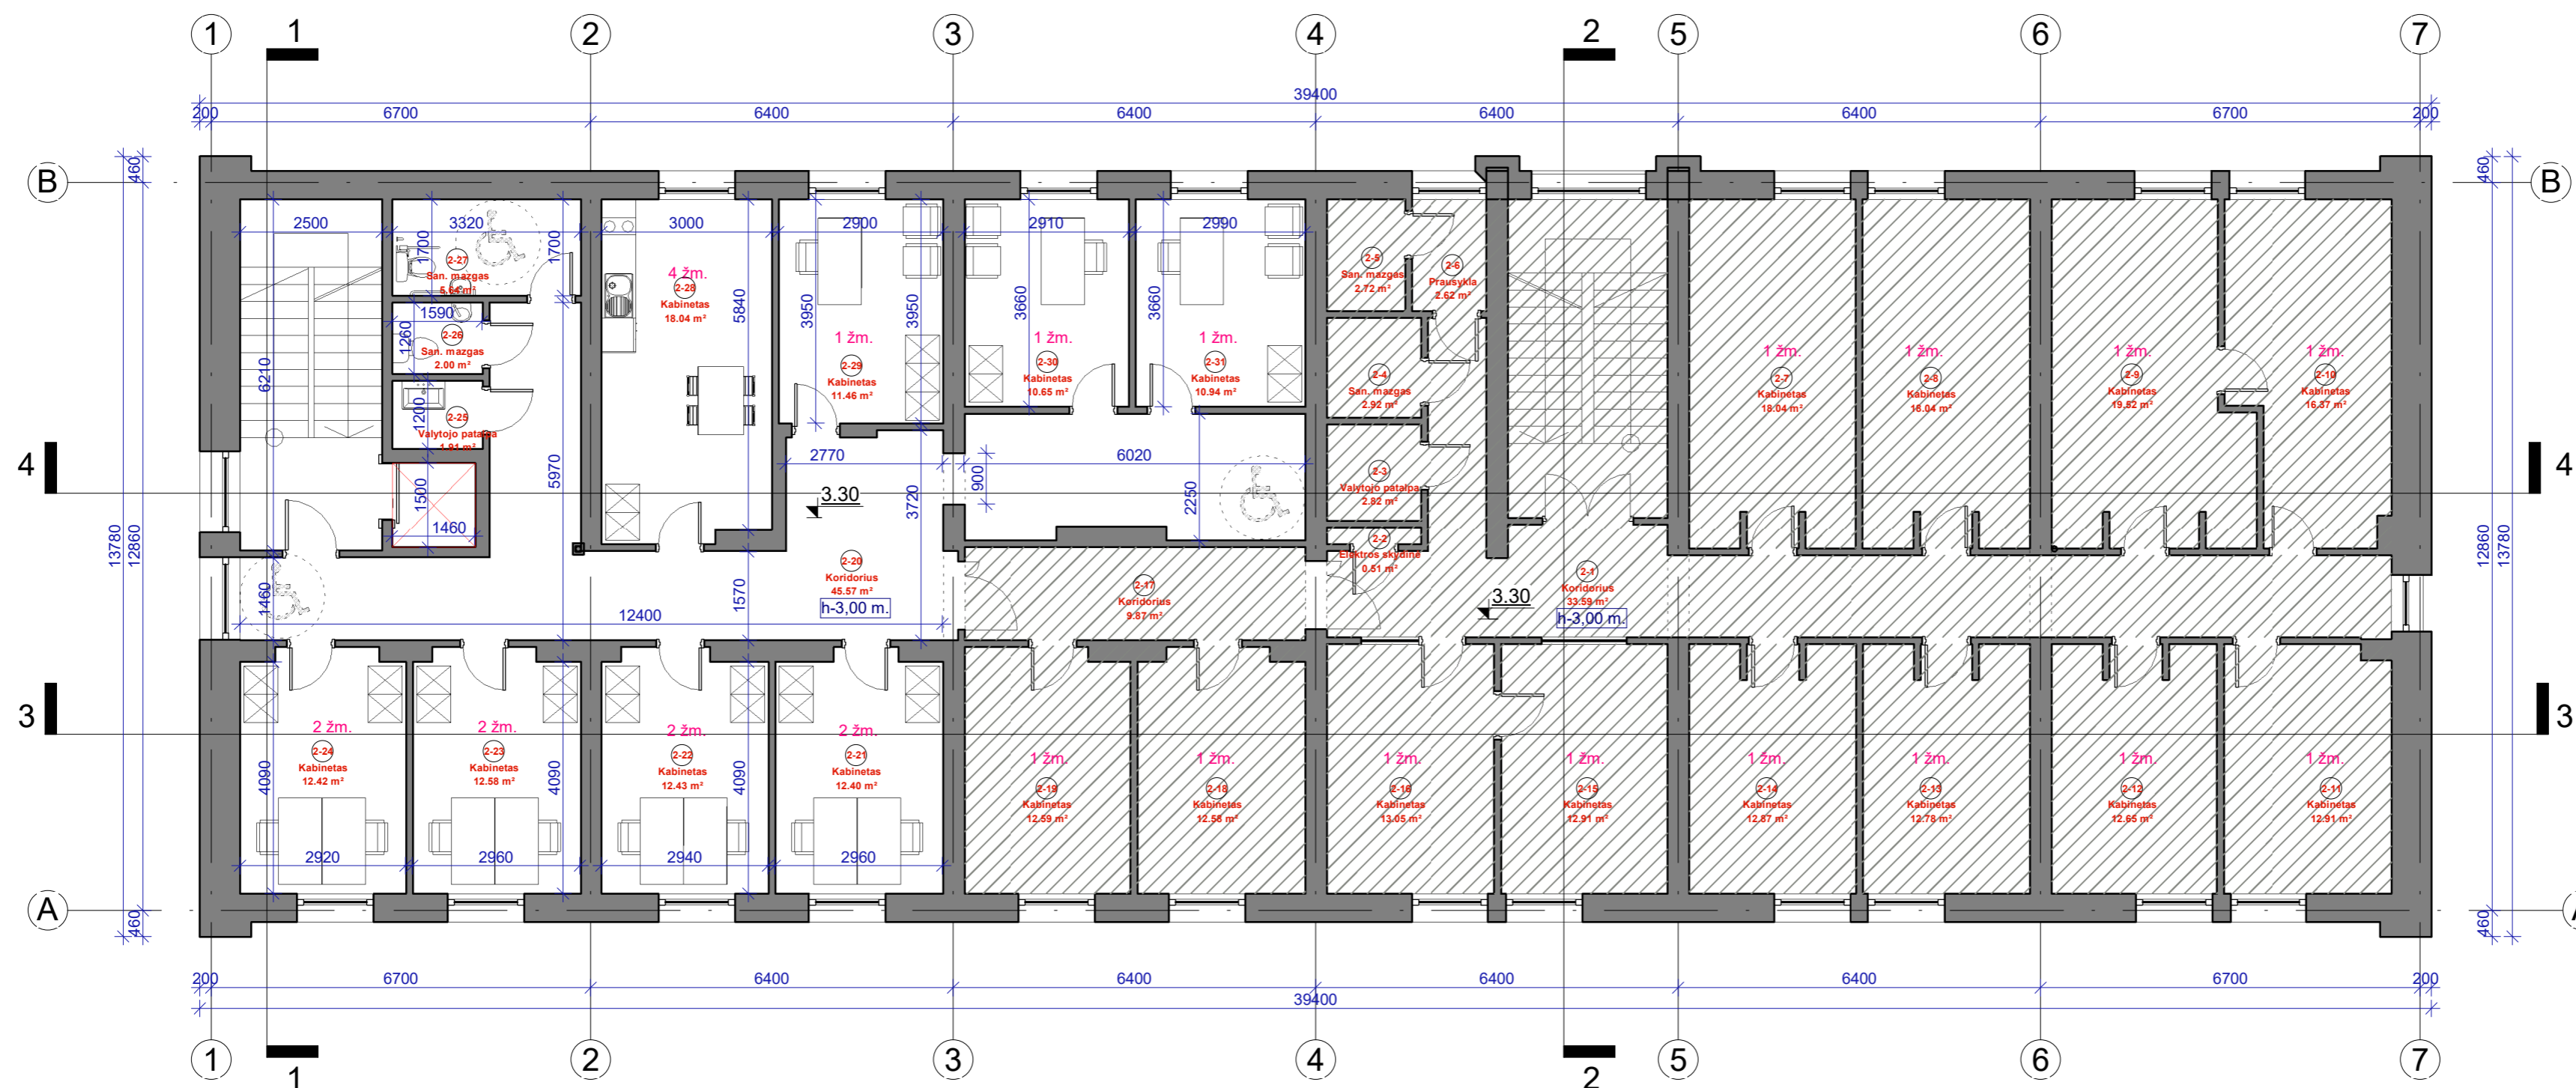 1
1
2
3
4
2
5
6
7
39400
200
6700
6400
6400
6400
6400
6700
200
B
460
460
B
2500
3320
3000
2900
2910
2990
1700
1700
2-27
San. mazgas
5.64 m²
1590
1260
2-26
San. mazgas
2.00 m²
1200
2-25
Valytojo patalpa
1.91 m²
6210
5970
1500
1460
4 žm.
2-28
Kabinetas
18.04 m²
5840
3950
3950
1 žm.
2-29
Kabinetas
11.46 m²
3660
1 žm.
2-30
Kabinetas
10.65 m²
3660
1 žm.
2-31
Kabinetas
10.94 m²
2-5
San. mazgas
2.72 m²
2-6
Prausykla
2.62 m²
2-4
San. mazgas
2.92 m²
2-3
Valytojo patalpa
2.82 m²
2-2
Elektros skydinė
0.51 m²
1 žm.
2-7
Kabinetas
18.04 m²
1 žm.
2-8
Kabinetas
18.04 m²
1 žm.
2-9
Kabinetas
19.52 m²
1 žm.
2-10
Kabinetas
16.37 m²
4
4
2770
3720
900
6020
2250
3.30
13780
12860
12860
13780
1460
12400
1570
2-20
Koridorius
45.57 m²
h-3,00 m.
2-17
Koridorius
9.87 m²
3.30
2-1
Koridorius
33.59 m²
h-3,00 m.
3
3
2 žm.
2-24
Kabinetas
12.42 m²
2 žm.
2-23
Kabinetas
12.58 m²
2 žm.
2-22
Kabinetas
12.43 m²
2 žm.
2-21
Kabinetas
12.40 m²
4090
4090
4090
2920
2960
2940
2960
1 žm.
2-19
Kabinetas
12.59 m²
1 žm.
2-18
Kabinetas
12.58 m²
1 žm.
2-16
Kabinetas
13.05 m²
1 žm.
2-15
Kabinetas
12.91 m²
1 žm.
2-14
Kabinetas
12.87 m²
1 žm.
2-13
Kabinetas
12.78 m²
1 žm.
2-12
Kabinetas
12.65 m²
1 žm.
2-11
Kabinetas
12.91 m²
A
460
460
200
6700
6400
6400
6400
6400
6700
200
39400
1
1
2
3
4
2
5
6
7